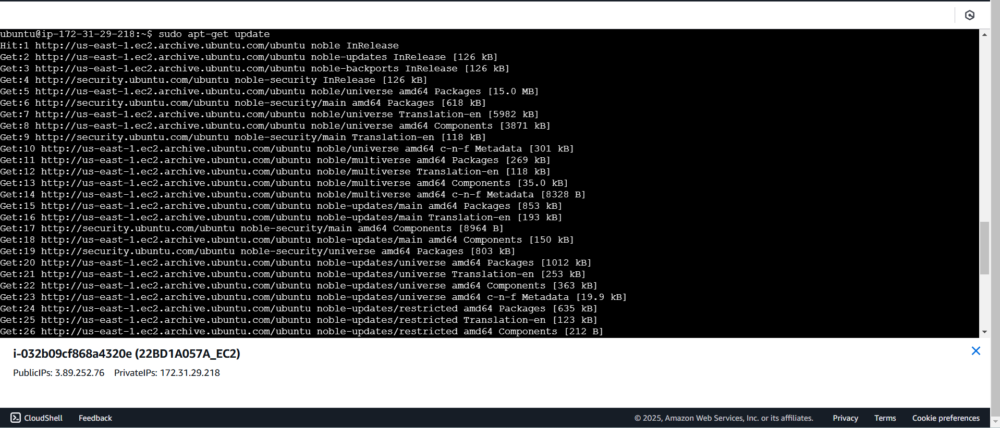 ubuntu@ip-172-31-29-218:~$ sudo apt-get update
Hit:1 http://us-east-1.ec2.archive.ubuntu.com/ubuntu noble InRelease
Get:2 http://us-east-1.ec2.archive.ubuntu.com/ubuntu noble-updates InRelease [126 kB]
Get:3 http://us-east-1.ec2.archive.ubuntu.com/ubuntu noble-backports InRelease [126 kB]
Get:4 http://security.ubuntu.com/ubuntu noble-security InRelease [126 kB]
Get:5 http://us-east-1.ec2.archive.ubuntu.com/ubuntu noble/universe amd64 Packages [15.0 MB]
Get:6 http://security.ubuntu.com/ubuntu noble-security/main amd64 Packages [618 kB]
Get:7 http://us-east-1.ec2.archive.ubuntu.com/ubuntu noble/universe Translation-en [5982 kB]
Get:8 http://us-east-1.ec2.archive.ubuntu.com/ubuntu noble/universe amd64 Components [3871 kB]
Get:9 http://security.ubuntu.com/ubuntu noble-security/main Translation-en [118 kB]
Get:10 http://us-east-1.ec2.archive.ubuntu.com/ubuntu noble/universe amd64 c-n-f Metadata [301 kB]
Get:11 http://us-east-1.ec2.archive.ubuntu.com/ubuntu noble/multiverse amd64 Packages [269 kB]
Get:12 http://us-east-1.ec2.archive.ubuntu.com/ubuntu noble/multiverse Translation-en [118 kB]
Get:13 http://us-east-1.ec2.archive.ubuntu.com/ubuntu noble/multiverse amd64 Components [35.0 kB]
Get:14 http://us-east-1.ec2.archive.ubuntu.com/ubuntu noble/multiverse amd64 c-n-f Metadata [8328 B]
Get:15 http://us-east-1.ec2.archive.ubuntu.com/ubuntu noble-updates/main amd64 Packages [853 kB]
Get:16 http://us-east-1.ec2.archive.ubuntu.com/ubuntu noble-updates/main Translation-en [193 kB]
Get:17 http://security.ubuntu.com/ubuntu noble-security/main amd64 Components [8964 B]
Get:18 http://us-east-1.ec2.archive.ubuntu.com/ubuntu noble-updates/main amd64 Components [150 kB]
Get:19 http://security.ubuntu.com/ubuntu noble-security/universe amd64 Packages [803 kB]
Get:20 http://us-east-1.ec2.archive.ubuntu.com/ubuntu noble-updates/universe amd64 Packages [1012 kB]
Get:21 http://us-east-1.ec2.archive.ubuntu.com/ubuntu noble-updates/universe Translation-en [253 kB]
Get:22 http://us-east-1.ec2.archive.ubuntu.com/ubuntu noble-updates/universe amd64 Components [363 kB]
Get:23 http://us-east-1.ec2.archive.ubuntu.com/ubuntu noble-updates/universe amd64 c-n-f Metadata [19.9 kB]
Get:24 http://us-east-1.ec2.archive.ubuntu.com/ubuntu noble-updates/restricted amd64 Packages [635 kB]
Get:25 http://us-east-1.ec2.archive.ubuntu.com/ubuntu noble-updates/restricted Translation-en [123 kB]
Get:26 http://us-east-1.ec2.archive.ubuntu.com/ubuntu noble-updates/restricted amd64 Components [212 B]
i-032b09cf868a4320e (22BD1A057A_EC2)
PublicIPs: 3.89.252.76 PrivateIPs: 172.31.29.218
CloudShell Feedback © 2025, Amazon Web Services, Inc. or its affiliates. Privacy Terms Cookie preferences